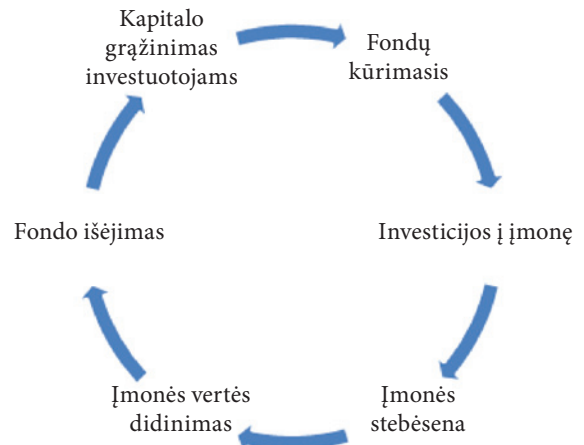 Kapitalo
grąžinimas
investuotojams
Fondų
kūrimasis
Investicijos į įmonę
Įmonės
stebėsena
Įmonės vertės
didinimas
Fondo išėjimas